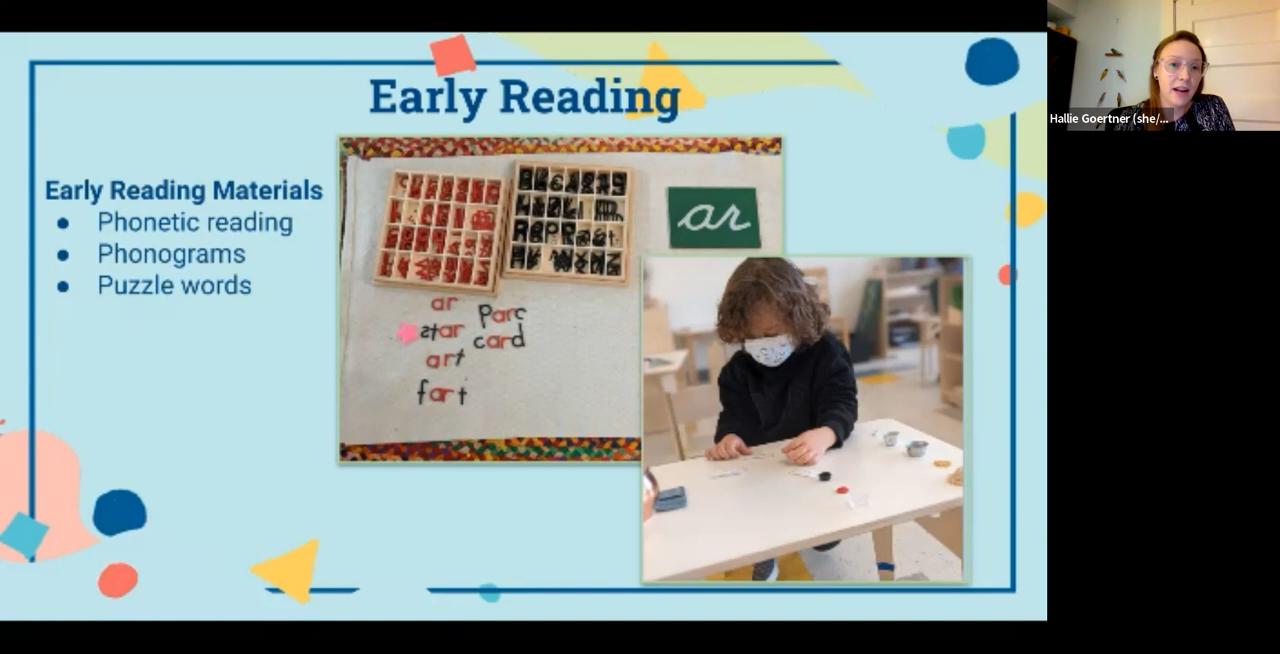 Early Reading
Early Reading Materials
● Phonetic reading
● Phonograms
● Puzzle words
ar
ar
star
art
fart
Parc
card
Hallie Goertner (she/...